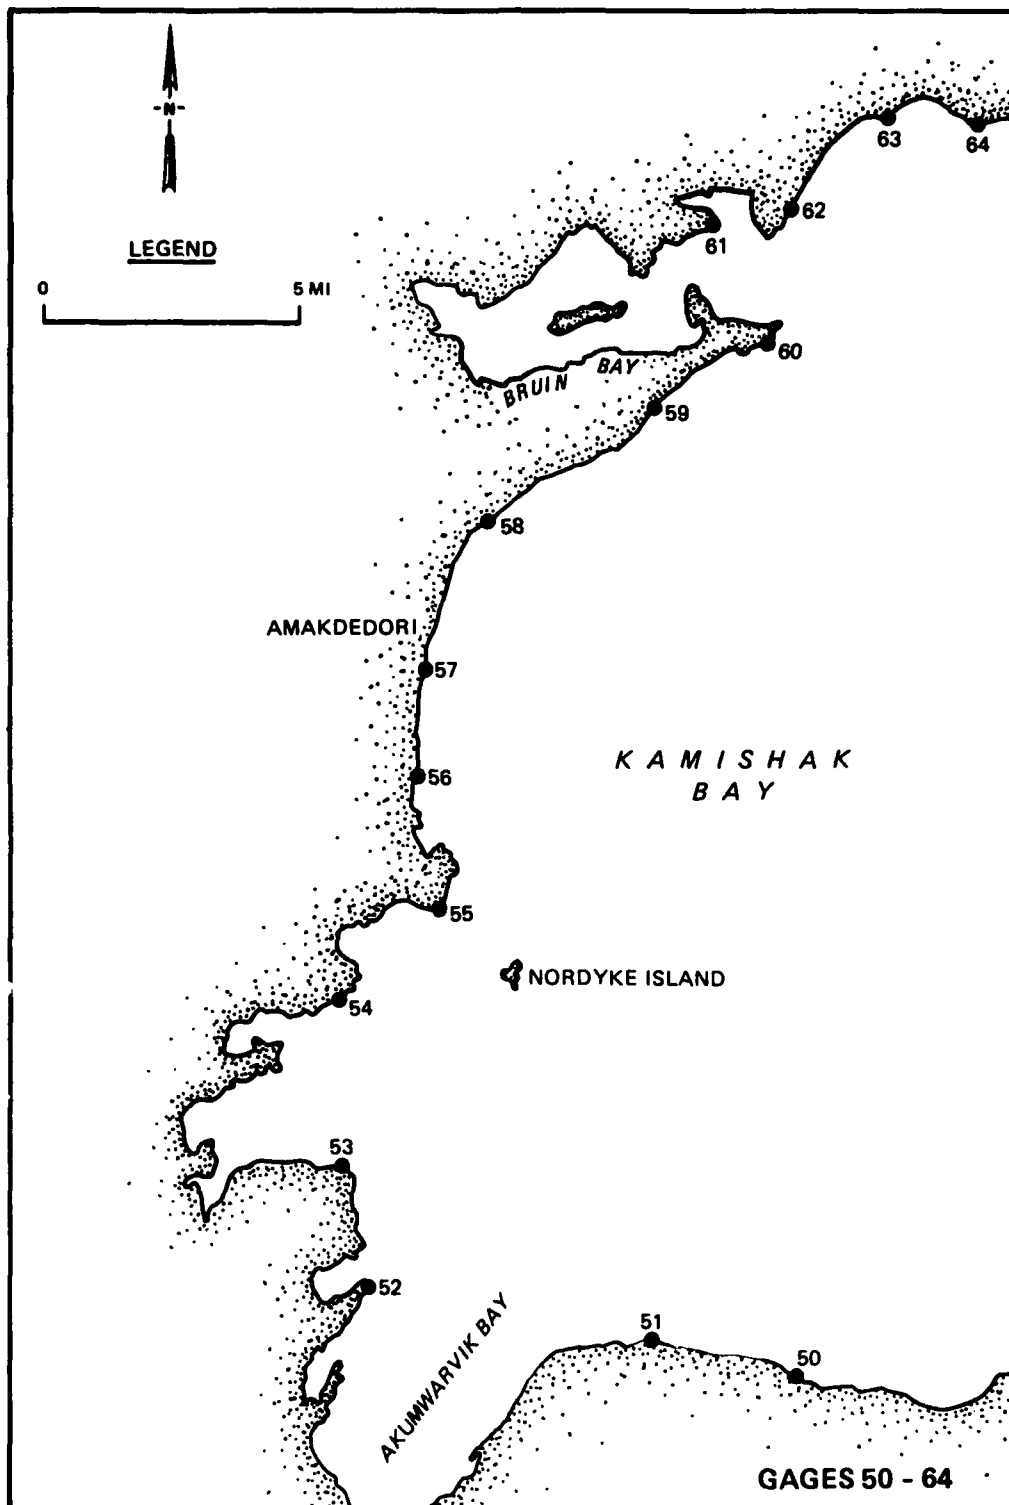 -N-
LEGEND
0 5 MI
63
64
62
61
60
BRUIN BAY
59
58
AMAKDEDORI
57
KAMISHAK
BAY
56
55
NORDYKE ISLAND
54
53
52
AKUMWARVIK BAY
51
50
GAGES 50 - 64